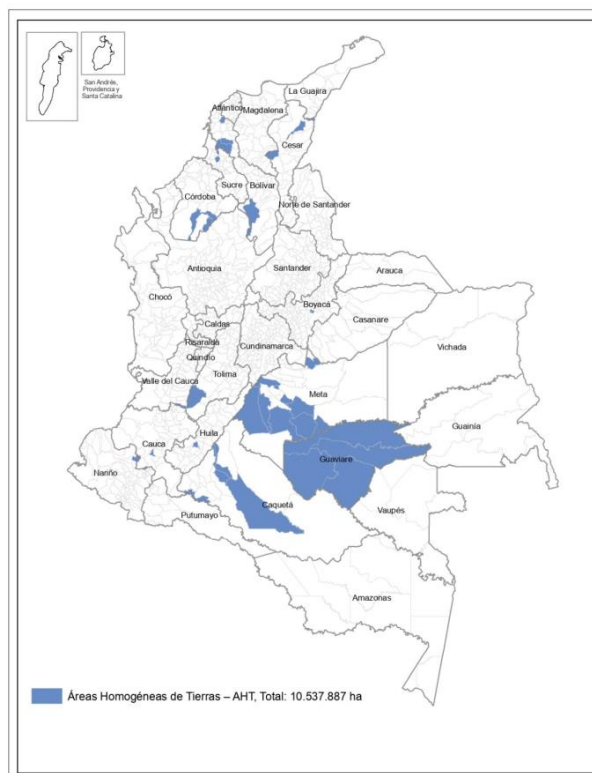 San Andrés,
Providencia y
Santa Catalina
La Guajira
Atlántico
Magdalena
Cesar
Sucre
Bolívar
Córdoba
Norte de Santander
Antioquia
Santander
Arauca
Chocó
Boyacá
Casanare
Caldas
Risaralda
Cundinamarca
Vichada
Quindío
Valle del Cauca
Tolima
Meta
Guainía
Huila
Cauca
Guaviare
Nariño
Caquetá
Vaupés
Putumayo
Amazonas
Áreas Homogéneas de Tierras – AHT, Total: 10.537.887 ha